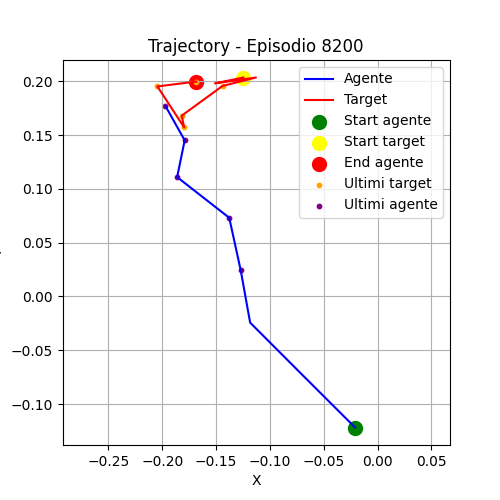 Trajectory - Episodio 8200
Agente
Target
Start agente
Start target
End agente
Ultimi target
Ultimi agente
0.20
0.15
0.10
0.05
0.00
−0.05
−0.10
−0.25
−0.20
−0.15
−0.10
−0.05
0.00
0.05
X